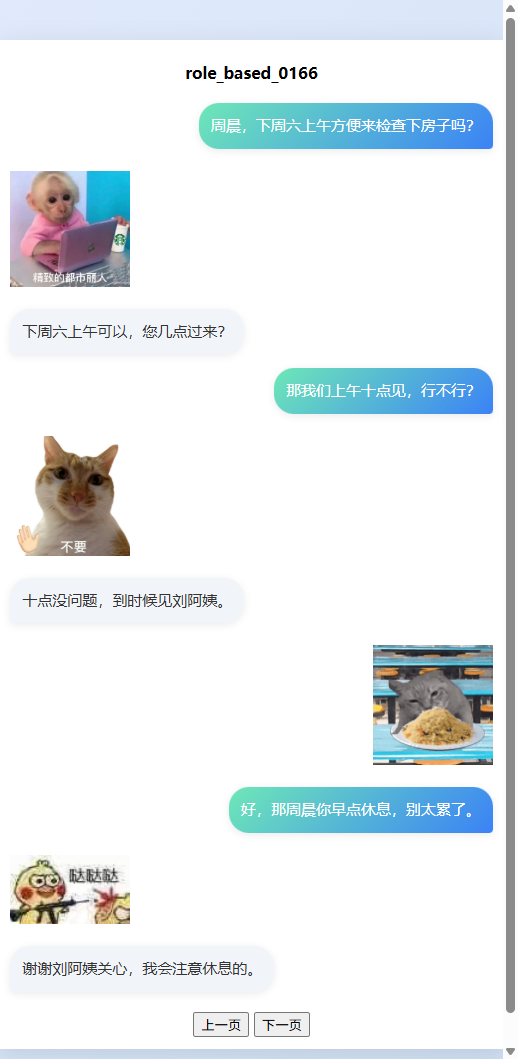 role_based_0166
周晨，下周六上午方便来检查下房子吗？
精致的都市丽人
下周六上午可以，您几点过来？
那我们上午十点见，行不行？
不要
十点没问题，到时候见刘阿姨。
好，那周晨你早点休息，别太累了。
哒哒哒
谢谢刘阿姨关心，我会注意休息的。
上一页 下一页